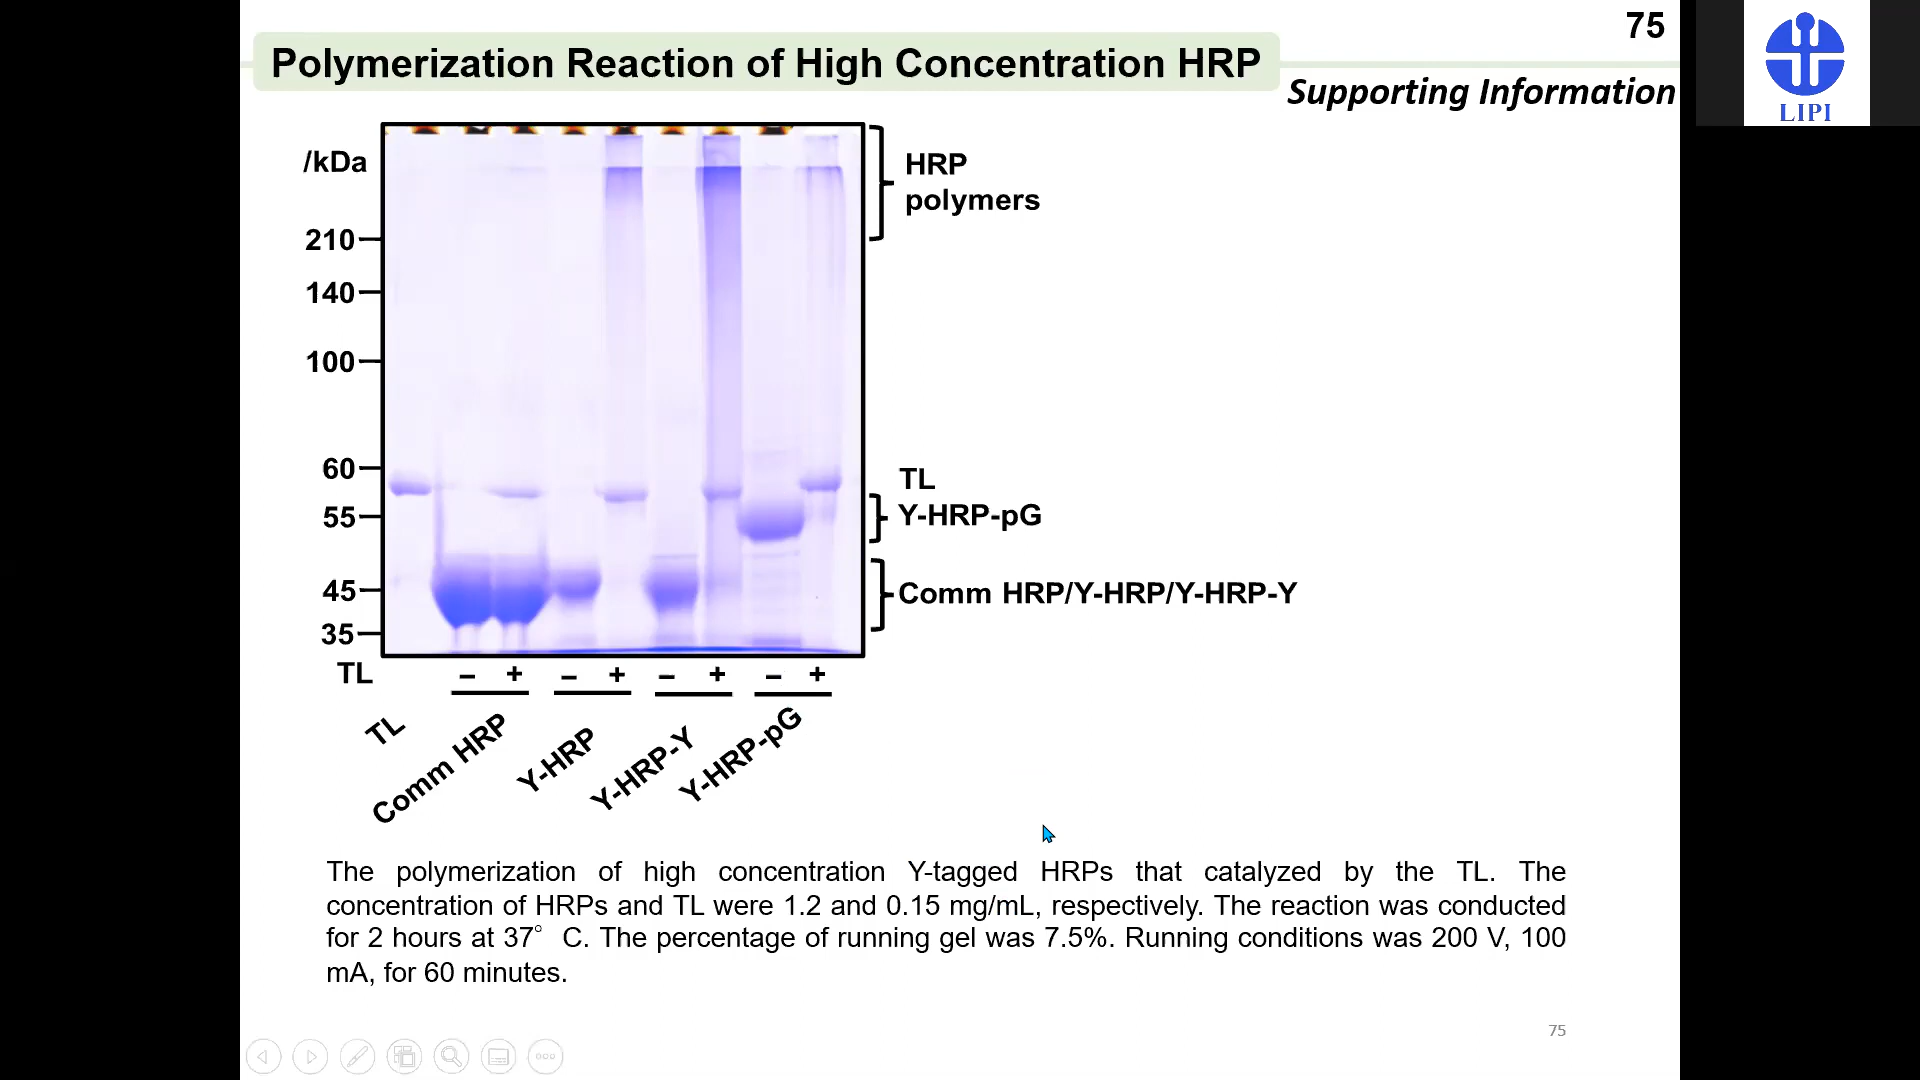 75
Polymerization Reaction of High Concentration HRP
Supporting Information
LIPI
/kDa
HRP
polymers
210
140
100
60
TL
55
Y-HRP-pG
45
Comm HRP/Y-HRP/Y-HRP-Y
35
TL − + − + − + − +
TL
Comm HRP
Y-HRP
Y-HRP-Y
Y-HRP-pG
The polymerization of high concentration Y-tagged HRPs that catalyzed by the TL. The
concentration of HRPs and TL were 1.2 and 0.15 mg/mL, respectively. The reaction was conducted
for 2 hours at 37° C. The percentage of running gel was 7.5%. Running conditions was 200 V, 100
mA, for 60 minutes.
75